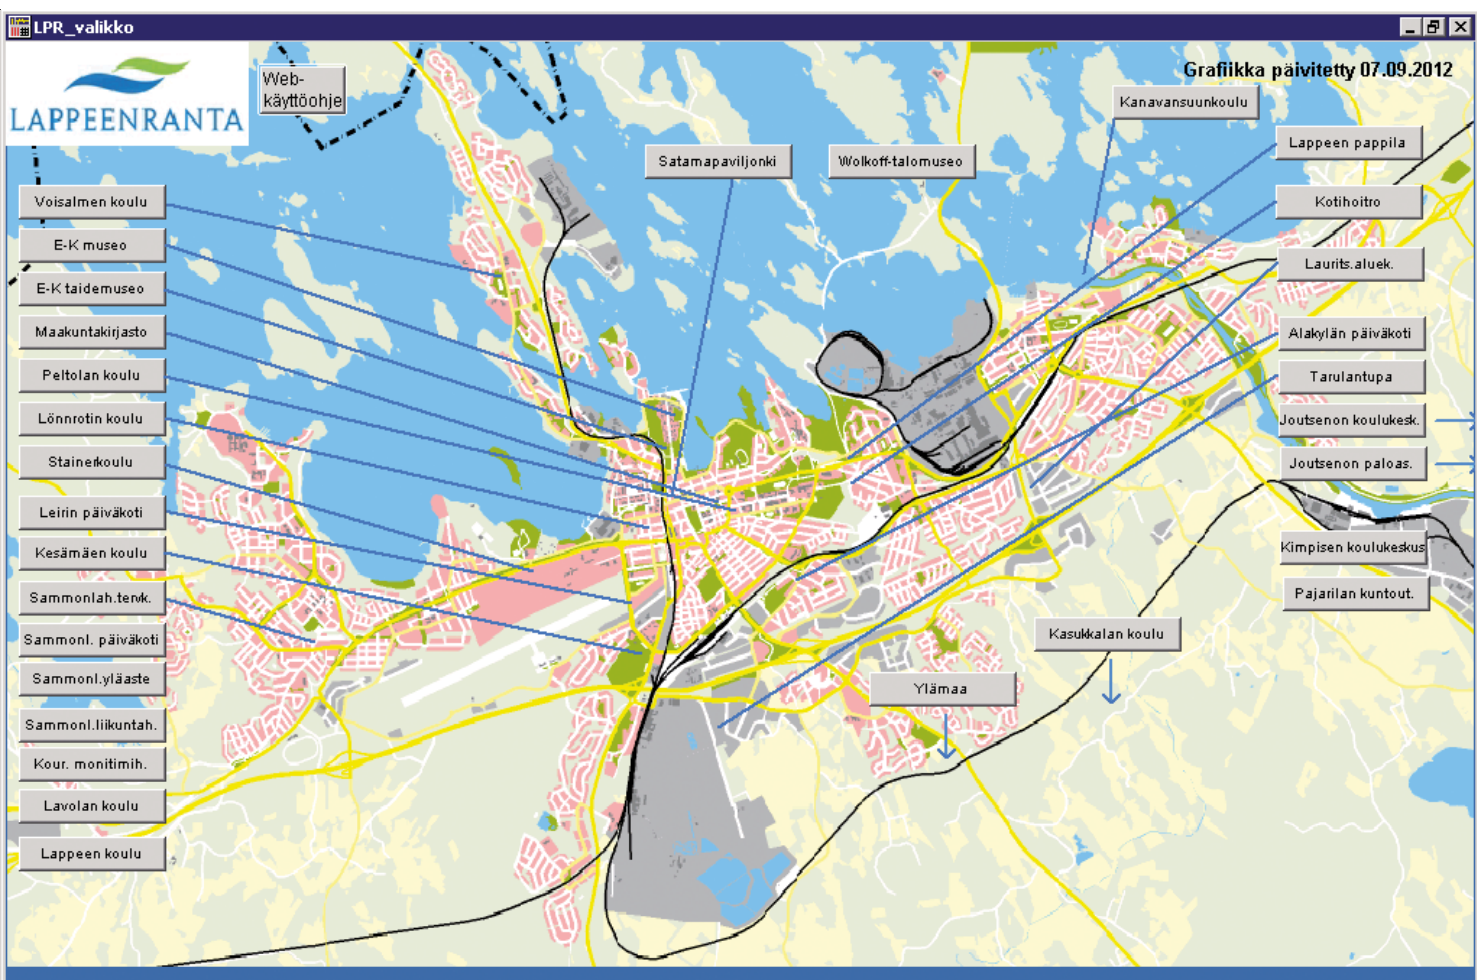 LPR_valikko
LAPPEENRANTA
Web-
käyttöohje
Grafiikka päivitetty 07.09.2012
Kanavansuunkoulu
Lappeen pappila
Satamapaviljonki
Wolkoff-talomuseo
Voisalmen koulu
Kotihoitro
E-K museo
Laurits.aluek.
E-K taidemuseo
Maakuntakirjasto
Alakylän päiväkoti
Peltolan koulu
Tarulantupa
Lönnrotin koulu
Joutsenon koulukesk.
Stainerkoulu
Joutsenon paloas.
Leirin päiväkoti
Kesämäen koulu
Kimpisen koulukeskus
Sammonlah.tervk.
Pajarilan kuntout.
Sammonl. päiväkoti
Kasukkalan koulu
Sammonl.yläaste
Ylämaa
Sammonl.liikuntah.
Kour. monitimih.
Lavolan koulu
Lappeen koulu